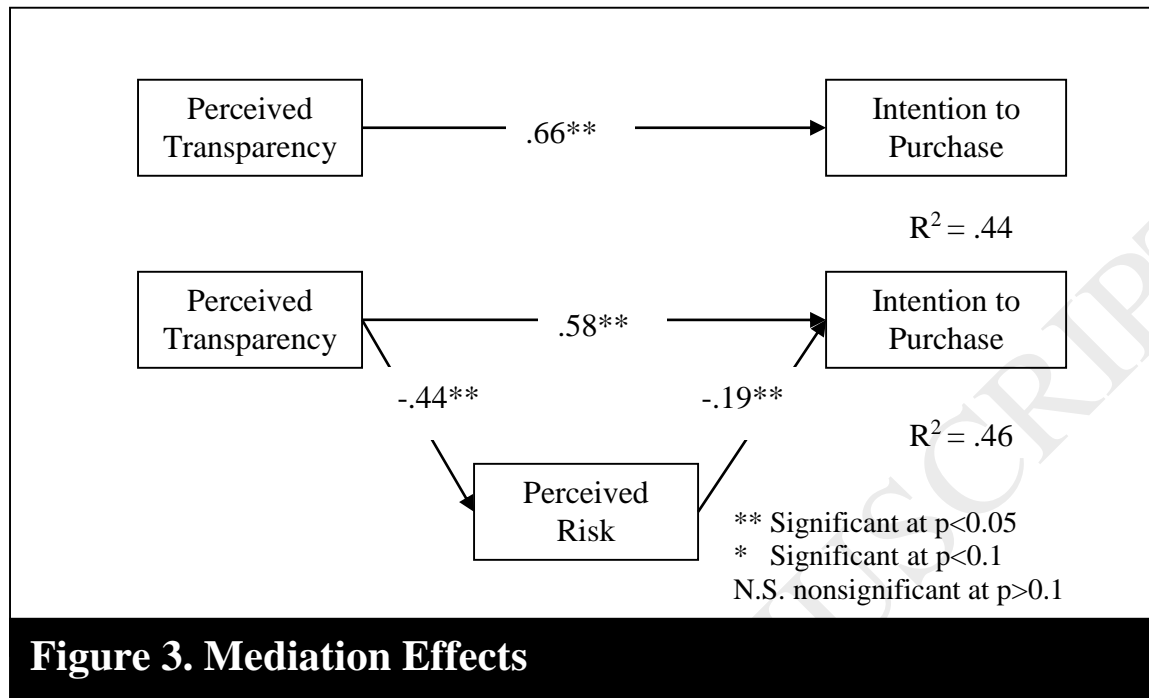 Perceived
Transparency
.66**
Intention to
Purchase
R² = .44
Perceived
Transparency
.58**
Intention to
Purchase
-.44**
-.19**
R² = .46
Perceived
Risk
** Significant at p<0.05
* Significant at p<0.1
N.S. nonsignificant at p>0.1
Figure 3. Mediation Effects